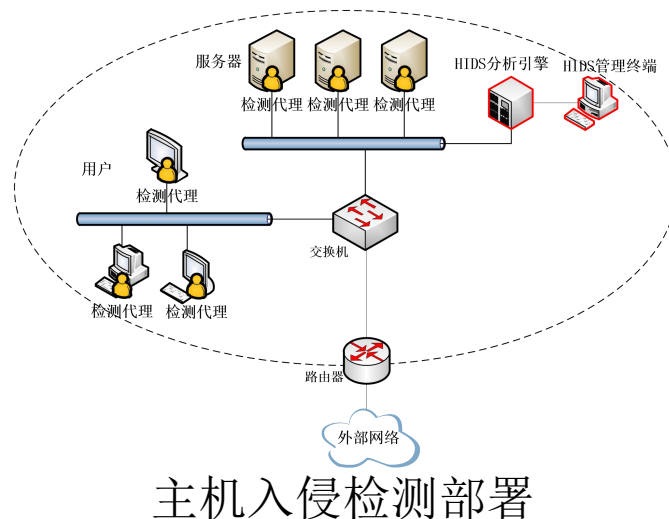 服务器
HIDS分析引擎
HIDS管理终端
检测代理
检测代理
检测代理
用户
检测代理
交换机
检测代理
检测代理
路由器
外部网络
主机入侵检测部署